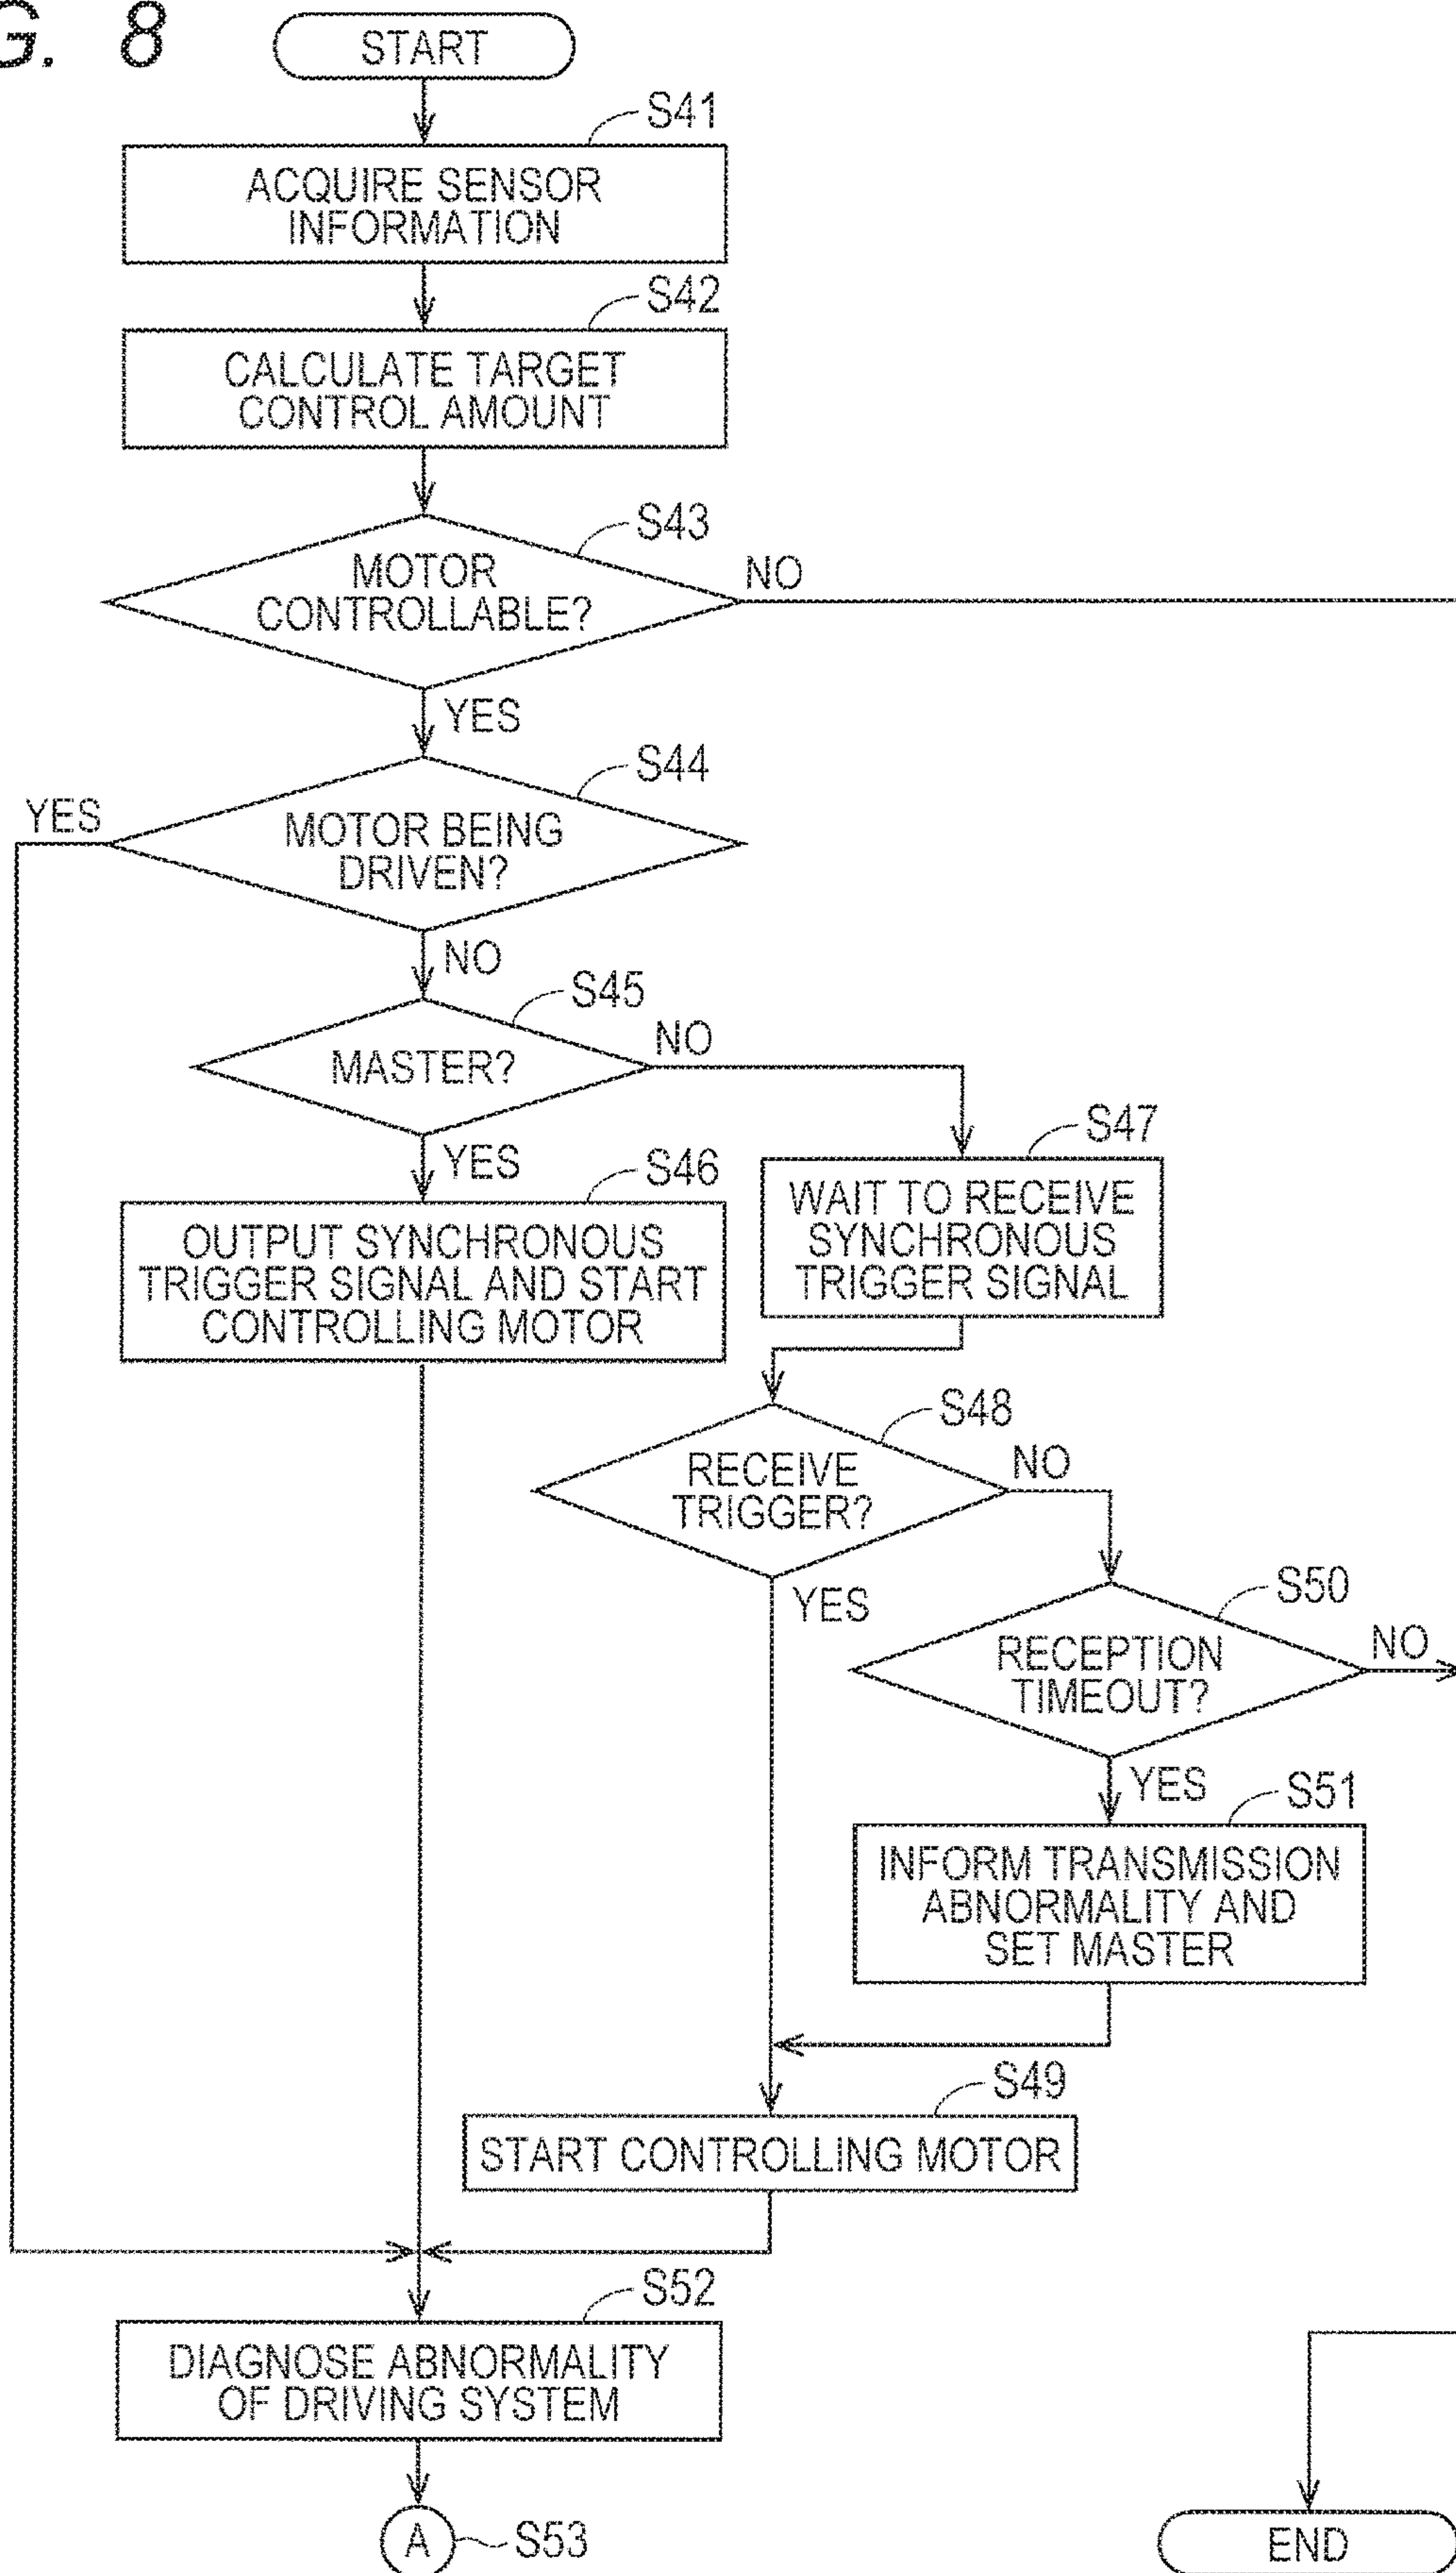 G. 8
START
S41
ACQUIRE SENSOR
INFORMATION
S42
CALCULATE TARGET
CONTROL AMOUNT
S43
MOTOR
CONTROLLABLE?
NO
YES
S44
YES
MOTOR BEING
DRIVEN?
NO
S45
MASTER?
NO
YES
S46
OUTPUT SYNCHRONOUS
TRIGGER SIGNAL AND START
CONTROLLING MOTOR
S47
WAIT TO RECEIVE
SYNCHRONOUS
TRIGGER SIGNAL
S48
RECEIVE
TRIGGER?
NO
YES
S50
RECEPTION
TIMEOUT?
NO
YES
S51
INFORM TRANSMISSION
ABNORMALITY AND
SET MASTER
S49
START CONTROLLING MOTOR
S52
DIAGNOSE ABNORMALITY
OF DRIVING SYSTEM
A
S53
END